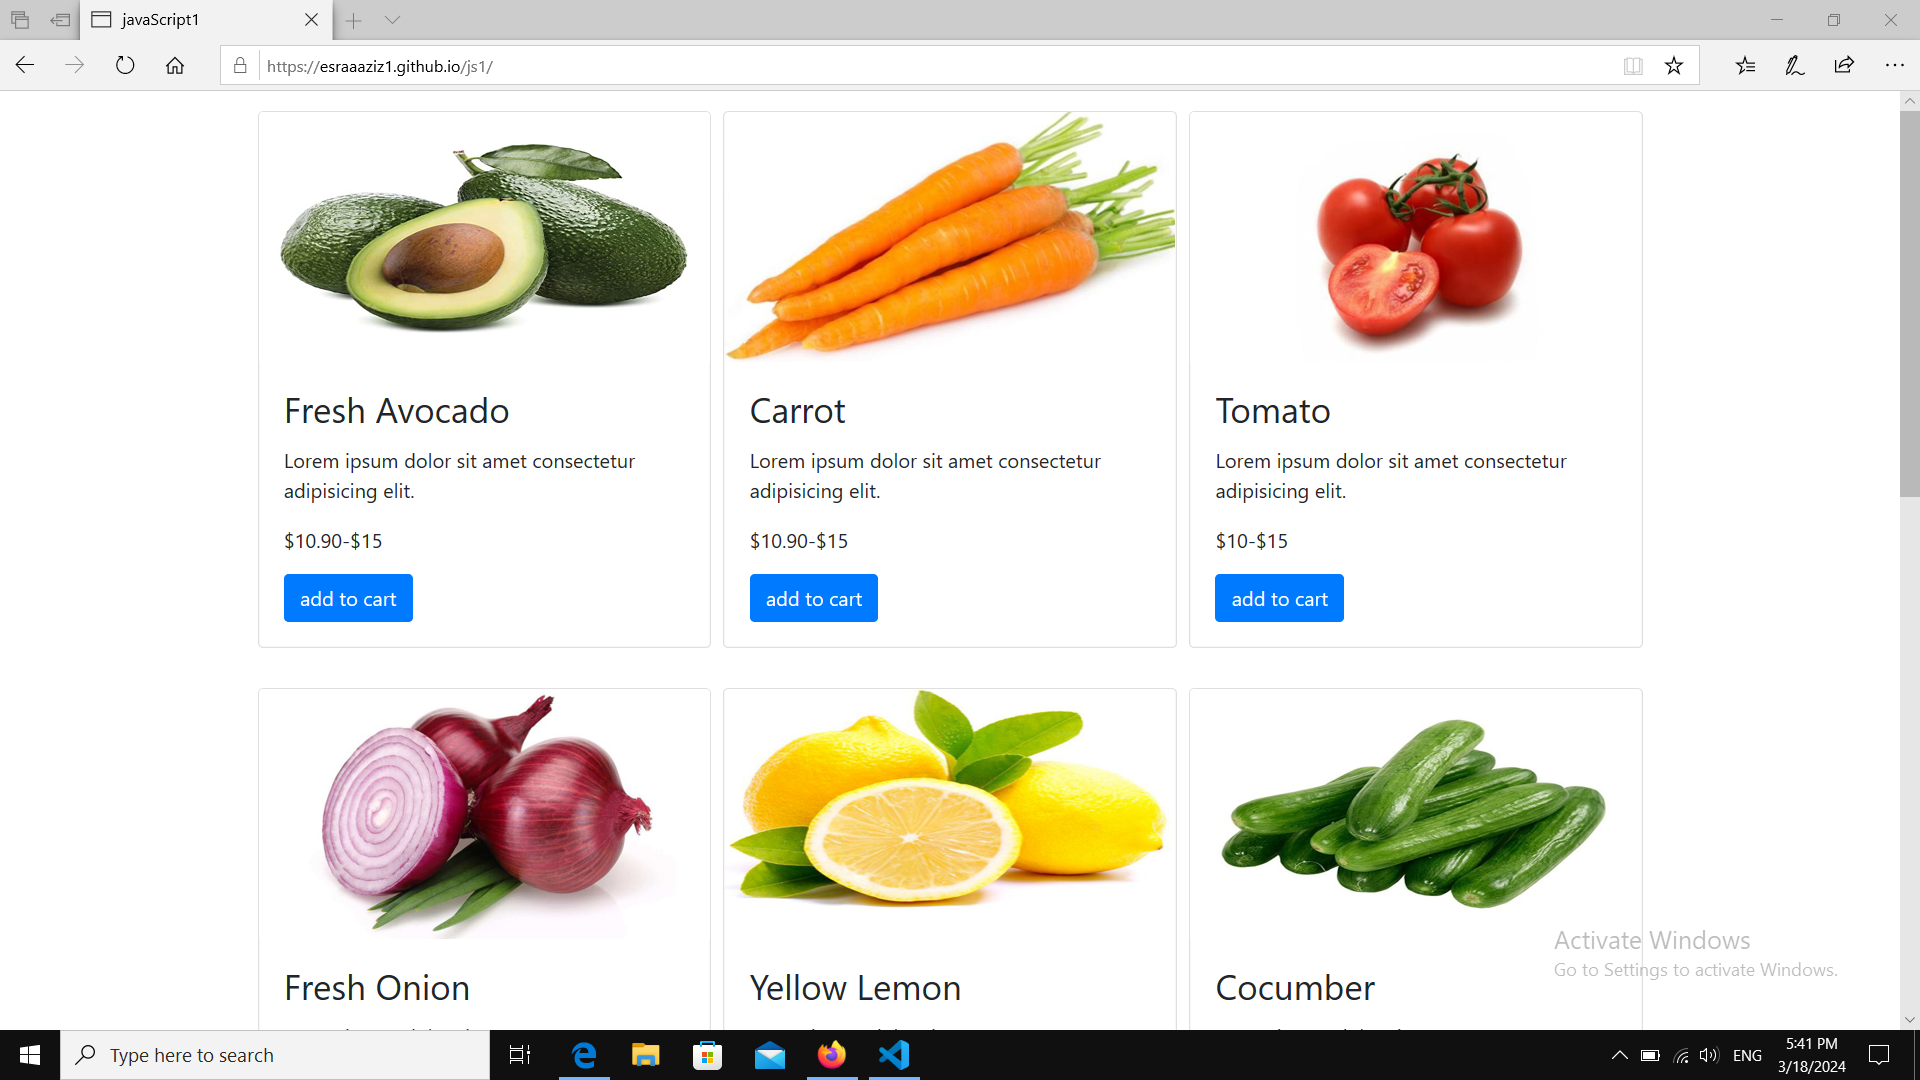 javaScript1
https://esraaaziz1.github.io/js1/
Fresh Avocado
Lorem ipsum dolor sit amet consectetur
adipisicing elit.
$10.90-$15
add to cart
Carrot
Lorem ipsum dolor sit amet consectetur
adipisicing elit.
$10.90-$15
add to cart
Tomato
Lorem ipsum dolor sit amet consectetur
adipisicing elit.
$10-$15
add to cart
Fresh Onion
Yellow Lemon
Cocumber
Activate Windows
Go to Settings to activate Windows.
Type here to search
ENG
5:41 PM
3/18/2024